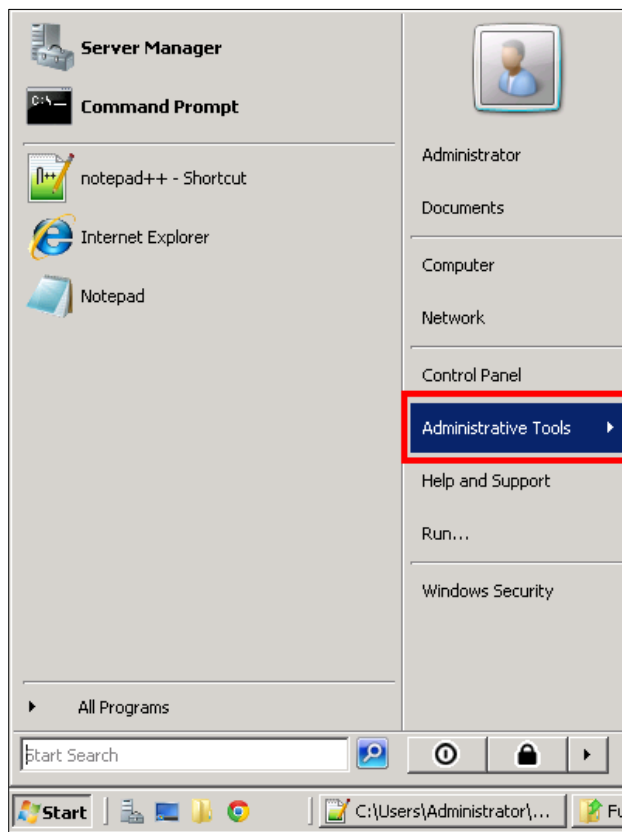 Server Manager
Command Prompt
notepad++ - Shortcut
Internet Explorer
Notepad
All Programs
Start Search
Administrator
Documents
Computer
Network
Control Panel
Administrative Tools
Help and Support
Run...
Windows Security
Start
C:\Users\Administrator\...
Fu